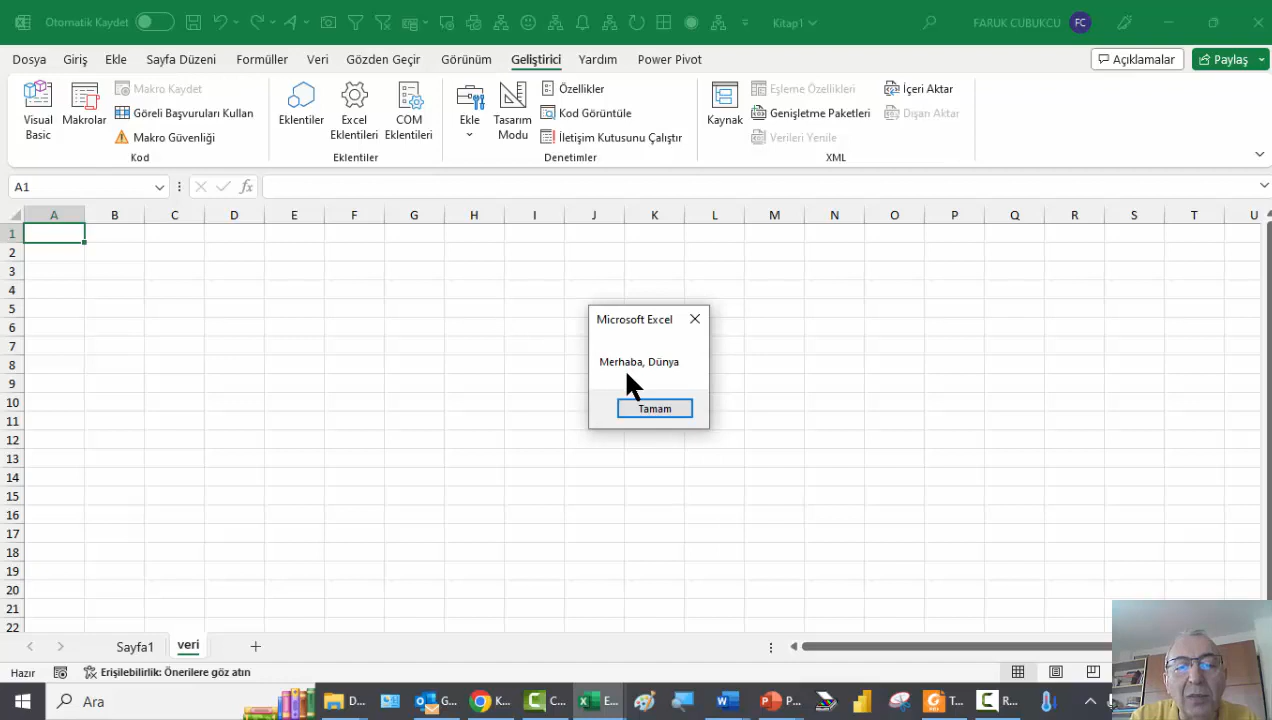 Otomatik Kaydet
Kitap1
FARUK CUBUKCU
FC
Dosya Giriş Ekle Sayfa Düzeni Formüller Veri Gözden Geçir Görünüm Geliştirici Yardım Power Pivot
Açıklamalar
Paylaş
Visual Basic
Makrolar
Makro Kaydet
Göreli Başvuruları Kullan
Makro Güvenliği
Kod
Eklentiler
Excel Eklentileri
COM Eklentileri
Eklentiler
Ekle
Tasarım Modu
Özellikler
Kod Görüntüle
İletişim Kutusunu Çalıştır
Denetimler
Kaynak
Eşleme Özellikleri
Genişletme Paketleri
Verileri Yenile
İçeri Aktar
Dışarı Aktar
XML
A1
fx
A B C D E F G H I J K L M N O P Q R S T U
1
2
3
4
5
6
7
8
9
10
11
12
13
14
15
16
17
18
19
20
21
22
Microsoft Excel
Merhaba, Dünya
Tamam
Sayfa1
veri
Hazır
Erişilebilirlik: Önerilere göz atın
Ara
D...
G...
K...
C...
E...
P...
T...
R...